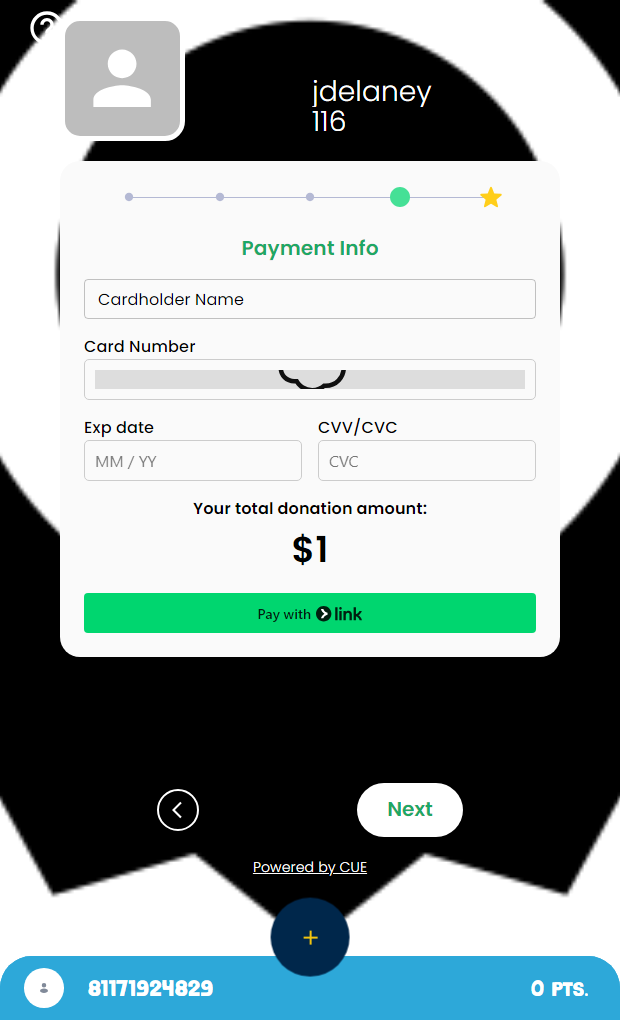 ?
jdelaney
116
Payment Info
Cardholder Name
Card Number
Exp date
CVV/CVC
MM / YY
CVC
Your total donation amount:
$1
Pay with link
Next
Powered by CUE
+
81171924829
0 PTS.